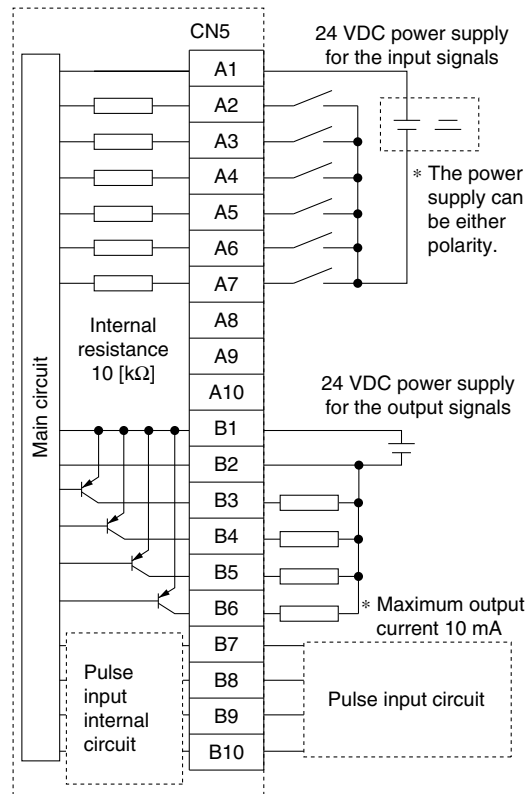 CN5
24 VDC power supply
for the input signals
A1
A2
A3
A4
A5
A6
A7
A8
A9
A10
B1
B2
B3
B4
B5
B6
B7
B8
B9
B10
* The power
supply can
be either
polarity.
Main circuit
Internal
resistance
10 [kΩ]
24 VDC power supply
for the output signals
* Maximum output
current 10 mA
Pulse
input
internal
circuit
Pulse input circuit